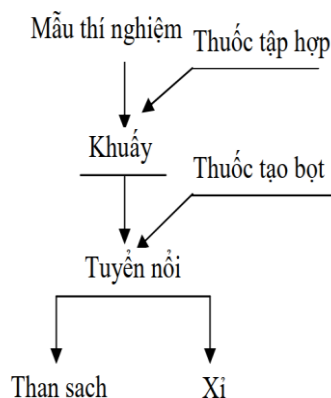 Mẫu thí nghiệm
Thuốc tập hợp
Khuấy
Thuốc tạo bọt
Tuyển nổi
Than sach
Xỉ